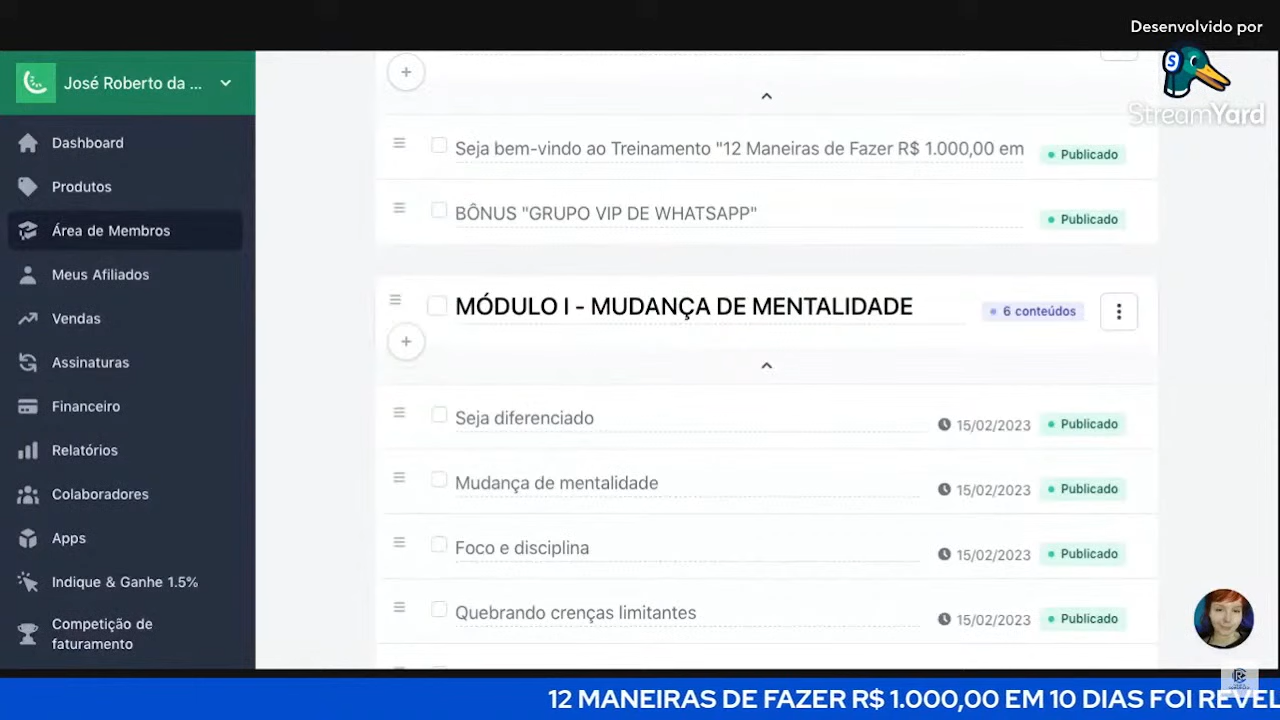 Desenvolvido por
StreamYard
José Roberto da ...
Dashboard
Produtos
Área de Membros
Meus Afiliados
Vendas
Assinaturas
Financeiro
Relatórios
Colaboradores
Apps
Indique & Ganhe 1.5%
Competição de
faturamento
Seja bem-vindo ao Treinamento "12 Maneiras de Fazer R$ 1.000,00 em
Publicado
BÔNUS "GRUPO VIP DE WHATSAPP"
Publicado
MÓDULO I - MUDANÇA DE MENTALIDADE
6 conteúdos
Seja diferenciado
15/02/2023
Publicado
Mudança de mentalidade
15/02/2023
Publicado
Foco e disciplina
15/02/2023
Publicado
Quebrando crenças limitantes
15/02/2023
Publicado
12 MANEIRAS DE FAZER R$ 1.000,00 EM 10 DIAS FOI REVEL